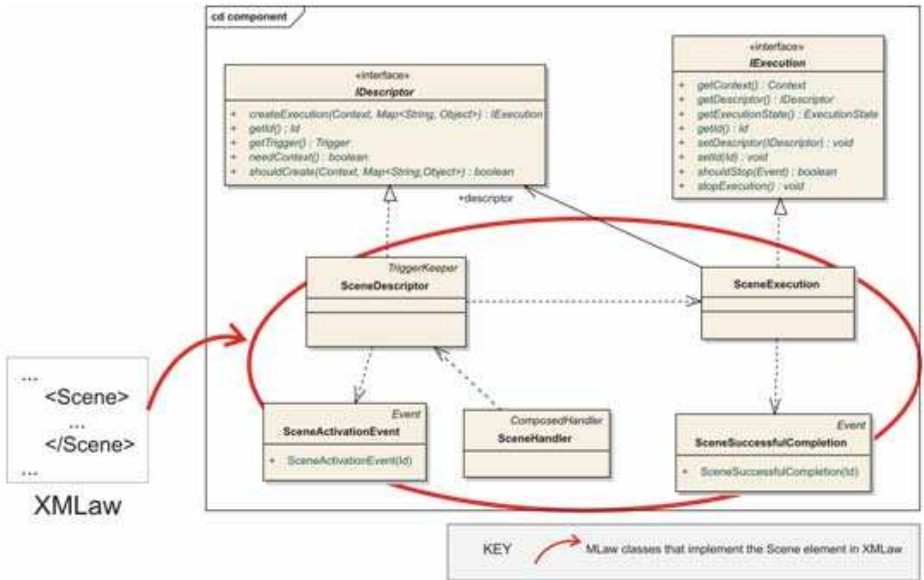 cd component
«interface»
IDescriptor
+ createExecution(Context, Map<String, Object>) : IExecution
+ getId() : Id
+ getTrigger() : Trigger
+ needContext() : boolean
+ shouldCreate(Context, Map<String,Object>) : boolean
«interface»
IExecution
+ getContext() : Context
+ getDescriptor() : IDescriptor
+ getExecutionState() : ExecutionState
+ getId() : Id
+ setDescriptor(IDescriptor) : void
+ setId(Id) : void
+ shouldStop(Event) : boolean
+ stopExecution() : void
+descriptor
TriggerKeeper
SceneDescriptor
SceneExecution
...
<Scene>
...
</Scene>
...
XMLaw
Event
SceneActivationEvent
+ SceneActivationEvent(Id)
ComposedHandler
SceneHandler
Event
SceneSuccessfulCompletion
+ SceneSuccessfulCompletion(Id)
KEY
MLaw classes that implement the Scene element in XMLaw